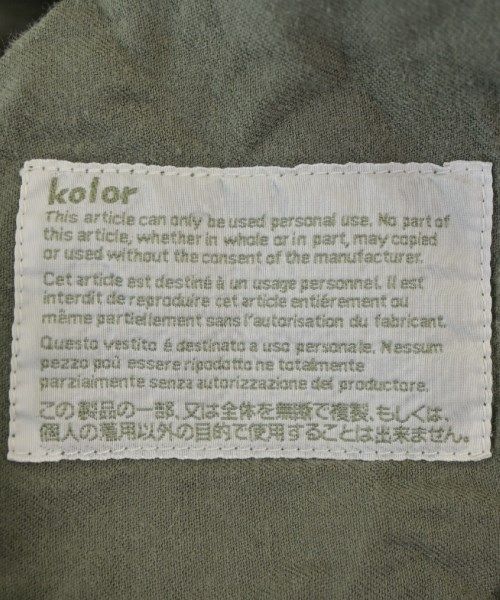 kolor
This article can only be used personal use. No part of
this article, whether in whole or in part, may copied
or used without the consent of the manufacturer.
Cet article est destiné à un usage personnel. Il est
interdit de reproduire cet article entiérement ou
même partiellement sans l'autorisation du fabricant.
Questo vestito é destinato a uso personale. Nessum
pezzo poú essere ripodotto ne totalmente
parzialmente senza autorizzazione del produttore.
この製品の一部、又は全体を無断で複製、もしくは、
個人の着用以外の目的で使用することは出来ません。